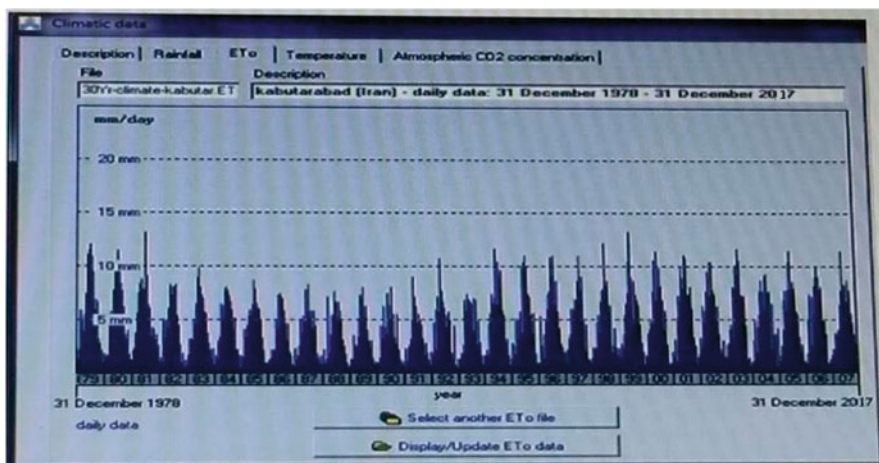 Climatic data
Description Rainfall ETo Temperature Atmospheric CO2 concentration
File Description
30Yr-climate-kabutar.ET kabutarabad (Iran) - daily data: 31 December 1978 - 31 December 2017
mm/day
20 mm
15 mm
10 mm
5 mm
79 80 81 82 83 84 85 86 87 88 89 90 91 92 93 94 95 96 97 98 99 00 01 02 03 04 05 06 07
year
31 December 1978 31 December 2017
daily data
Select another ETo file
Display/Update ETo data